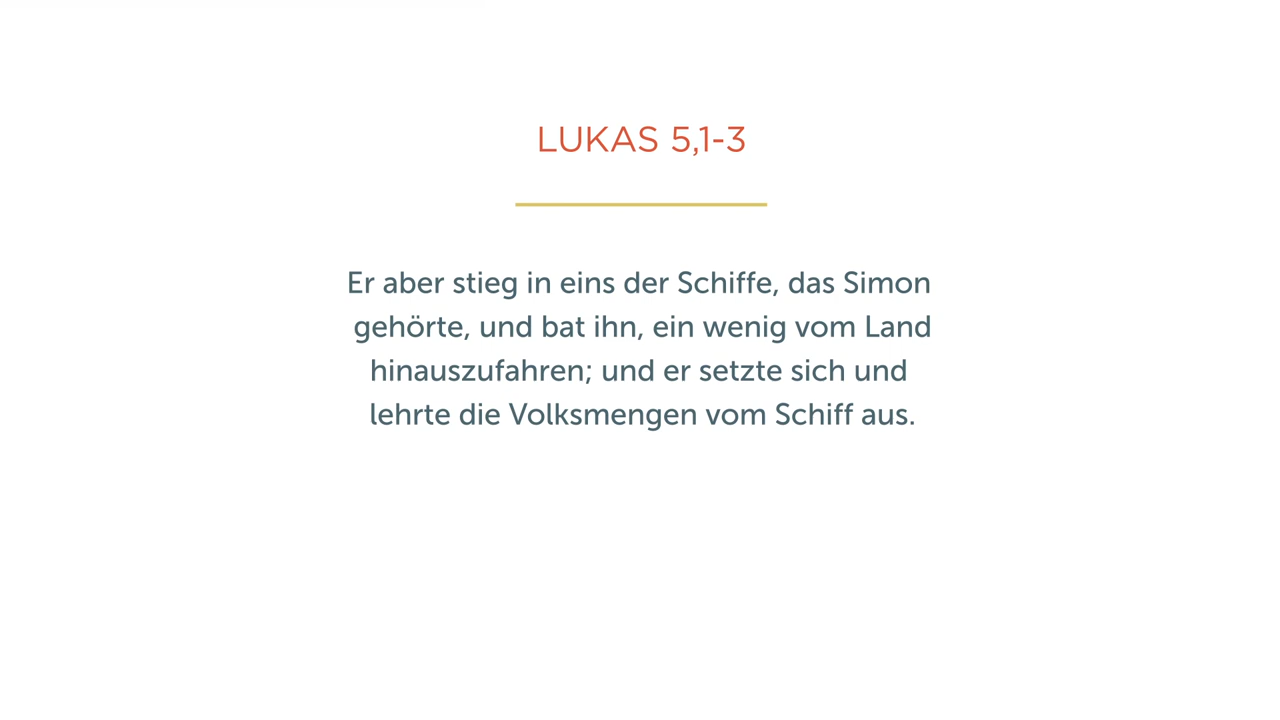 LUKAS 5,1-3
Er aber stieg in eins der Schiffe, das Simon
gehörte, und bat ihn, ein wenig vom Land
hinauszufahren; und er setzte sich und
lehrte die Volksmengen vom Schiff aus.